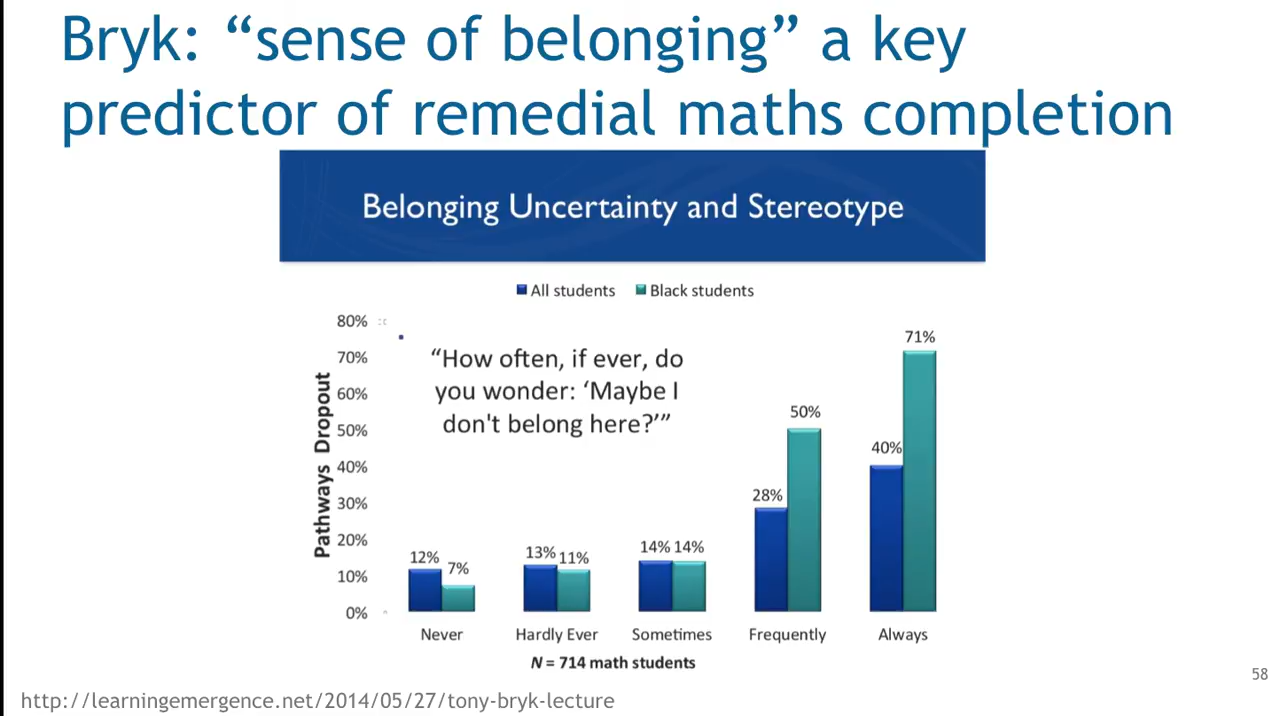 Bryk: “sense of belonging” a key
predictor of remedial maths completion
Belonging Uncertainty and Stereotype
All students Black students
80%
70%
60%
50%
40%
30%
20%
10%
0%
Pathways Dropout
“How often, if ever, do
you wonder: ‘Maybe I
don't belong here?’”
12% 7%
13% 11%
14% 14%
28% 50%
40% 71%
Never Hardly Ever Sometimes Frequently Always
N = 714 math students
58
http://learningemergence.net/2014/05/27/tony-bryk-lecture